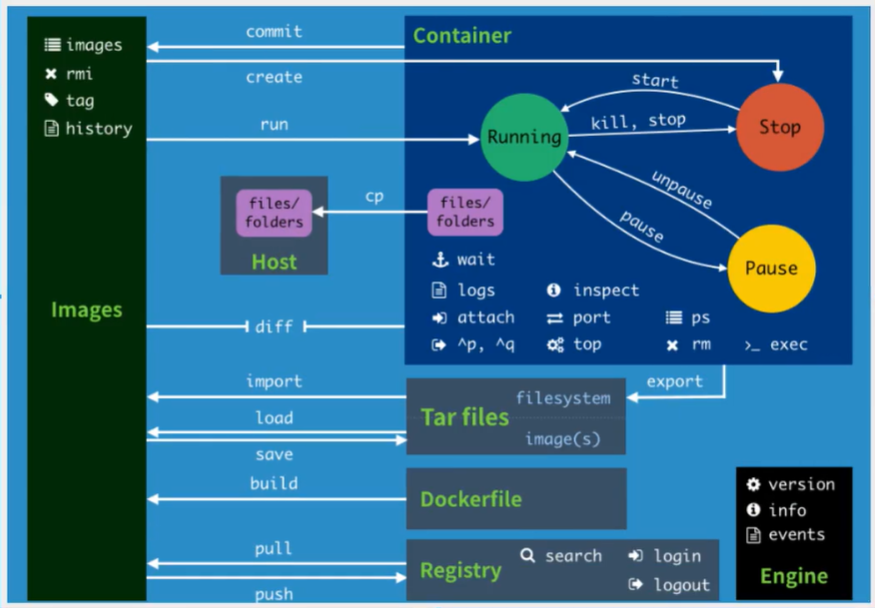 images
rmi
tag
history
Images
commit
create
run
Container
Running
start
kill, stop
Stop
unpause
pause
Pause
files/
folders
Host
cp
files/
folders
wait
logs
inspect
attach
port
ps
^p, ^q
top
rm
>_ exec
diff
import
export
load
save
Tar files
filesystem
image(s)
build
Dockerfile
pull
push
Registry
search
login
logout
version
info
events
Engine